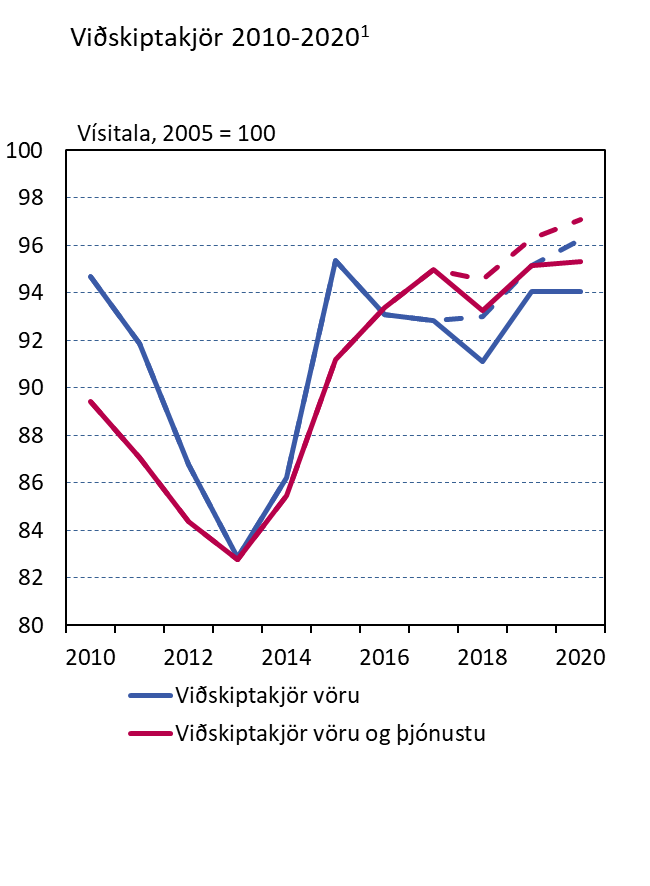 Viðskiptakjör 2010-2020¹
Vísitala, 2005 = 100
100
98
96
94
92
90
88
86
84
82
80
2010 2012 2014 2016 2018 2020
Viðskiptakjör vöru
Viðskiptakjör vöru og þjónustu